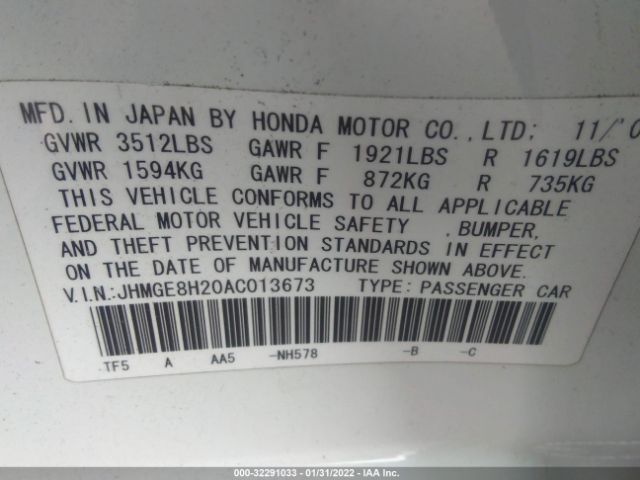 MFD. IN JAPAN BY HONDA MOTOR CO.,LTD: 11/'0
GVWR 3512LBS GAWR F 1921LBS R 1619LBS
GVWR 1594KG GAWR F 872KG R 735KG
THIS VEHICLE CONFORMS TO ALL APPLICABLE
FEDERAL MOTOR VEHICLE SAFETY , BUMPER,
AND THEFT PREVENTION STANDARDS IN EFFECT
ON THE DATE OF MANUFACTURE SHOWN ABOVE.
V.I.N.:JHMGE8H20AC013673 TYPE: PASSENGER CAR
TF5 A AA5 -NH578 -B -C
000-32291033 - 01/31/2022 - IAA Inc.